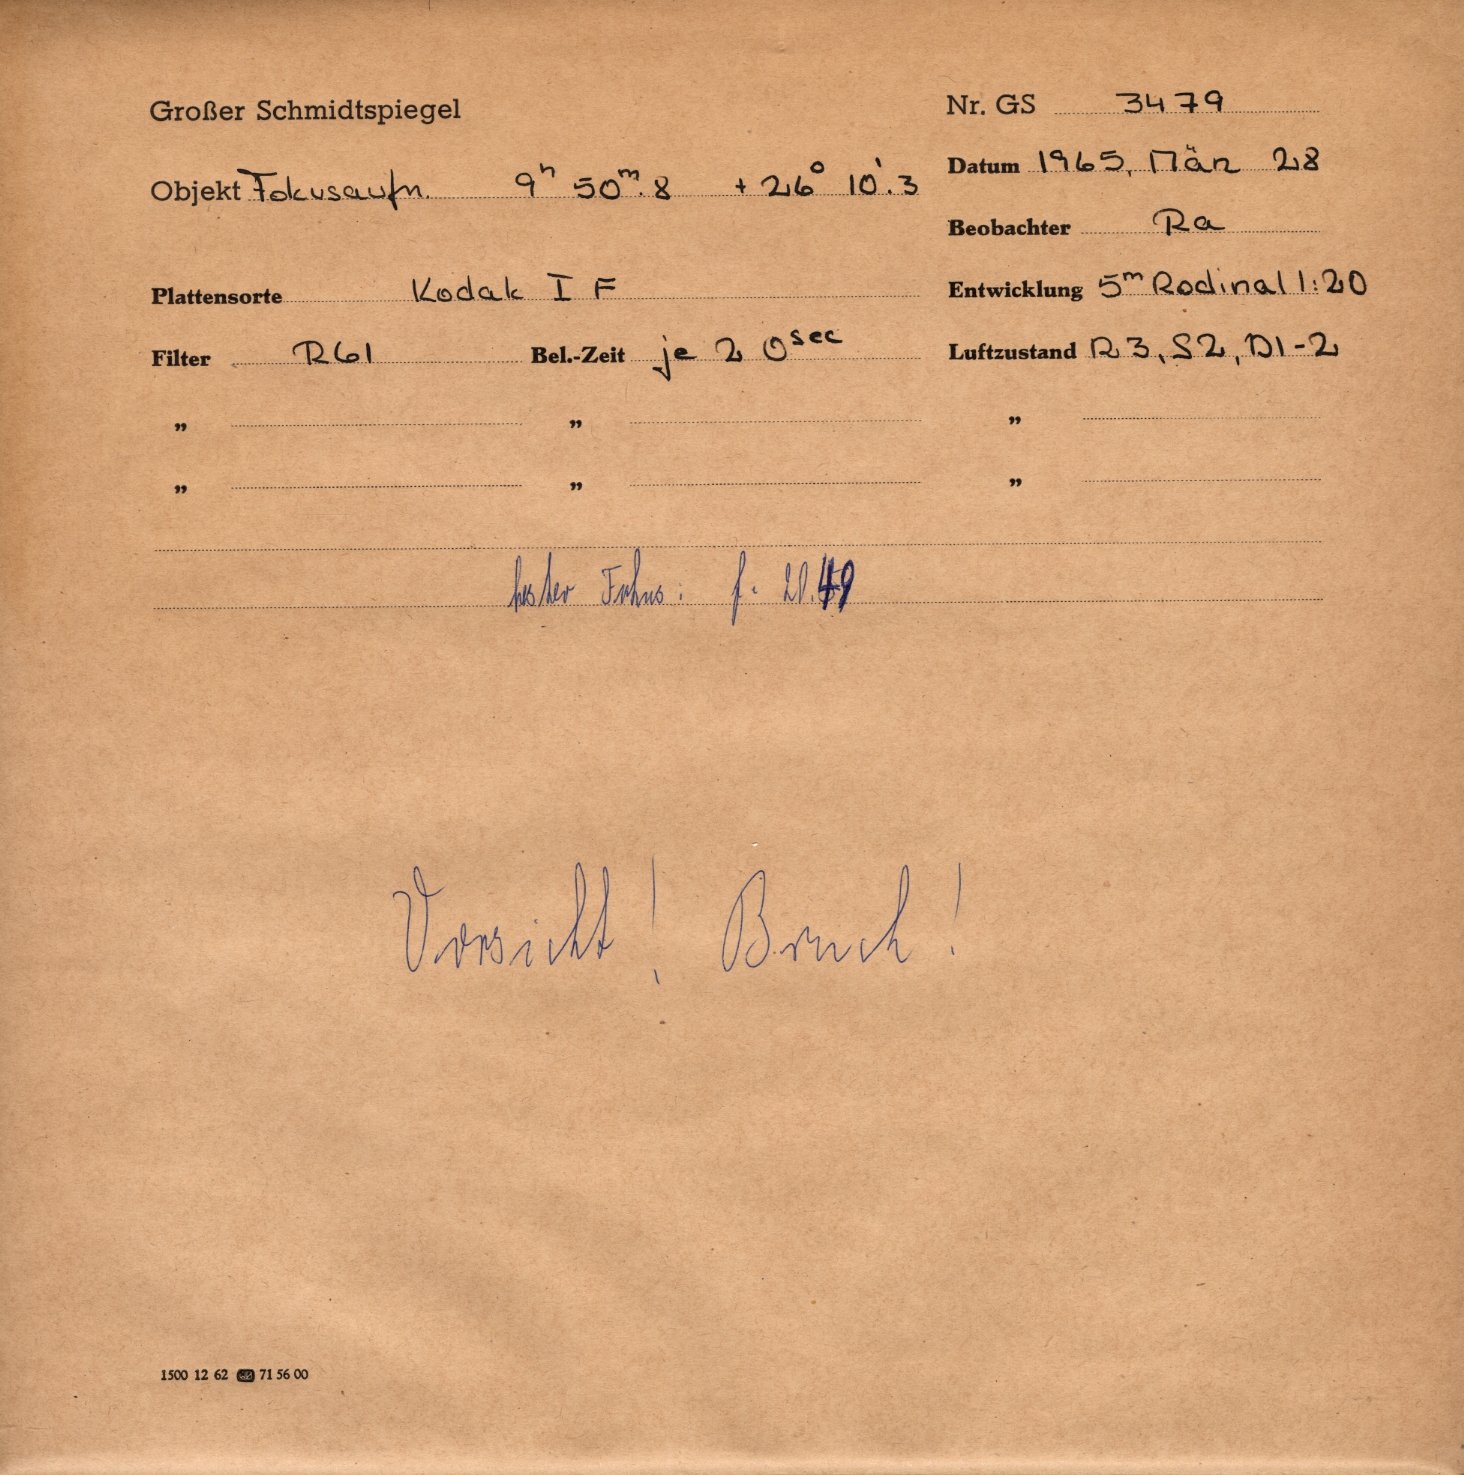 Großer Schmidtspiegel
Nr. GS 3479
Datum 1965, März 28
Objekt Fokusaufn. 9ʰ 50ᵐ.8 + 26° 10'.3
Beobachter Ra
Plattensorte Kodak I F
Entwicklung 5ᵐ Rodinal 1:20
Filter RG1 Bel.-Zeit je 20ˢᵉᶜ
Luftzustand R3, S2, D1-2
„ „ „
„ „ „
bester Fokus: f:
Vorsicht! Bruch!
1500 12 62 71 56 00